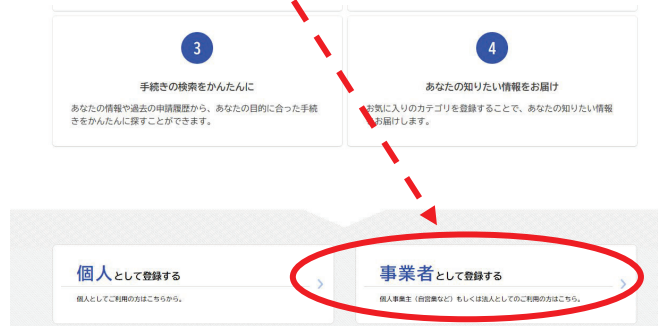 3
手続きの検索をかんたんに
あなたの情報や過去の申請履歴から、あなたの目的に合った手続
きをかんたんに探すことができます。
4
あなたの知りたい情報をお届け
お気に入りのカテゴリを登録することで、あなたの知りたい情報
お届けします。
個人として登録する
個人としてご利用の方はこちらから。
事業者として登録する
個人事業主（自営業など）もしくは法人としてのご利用の方はこちら。